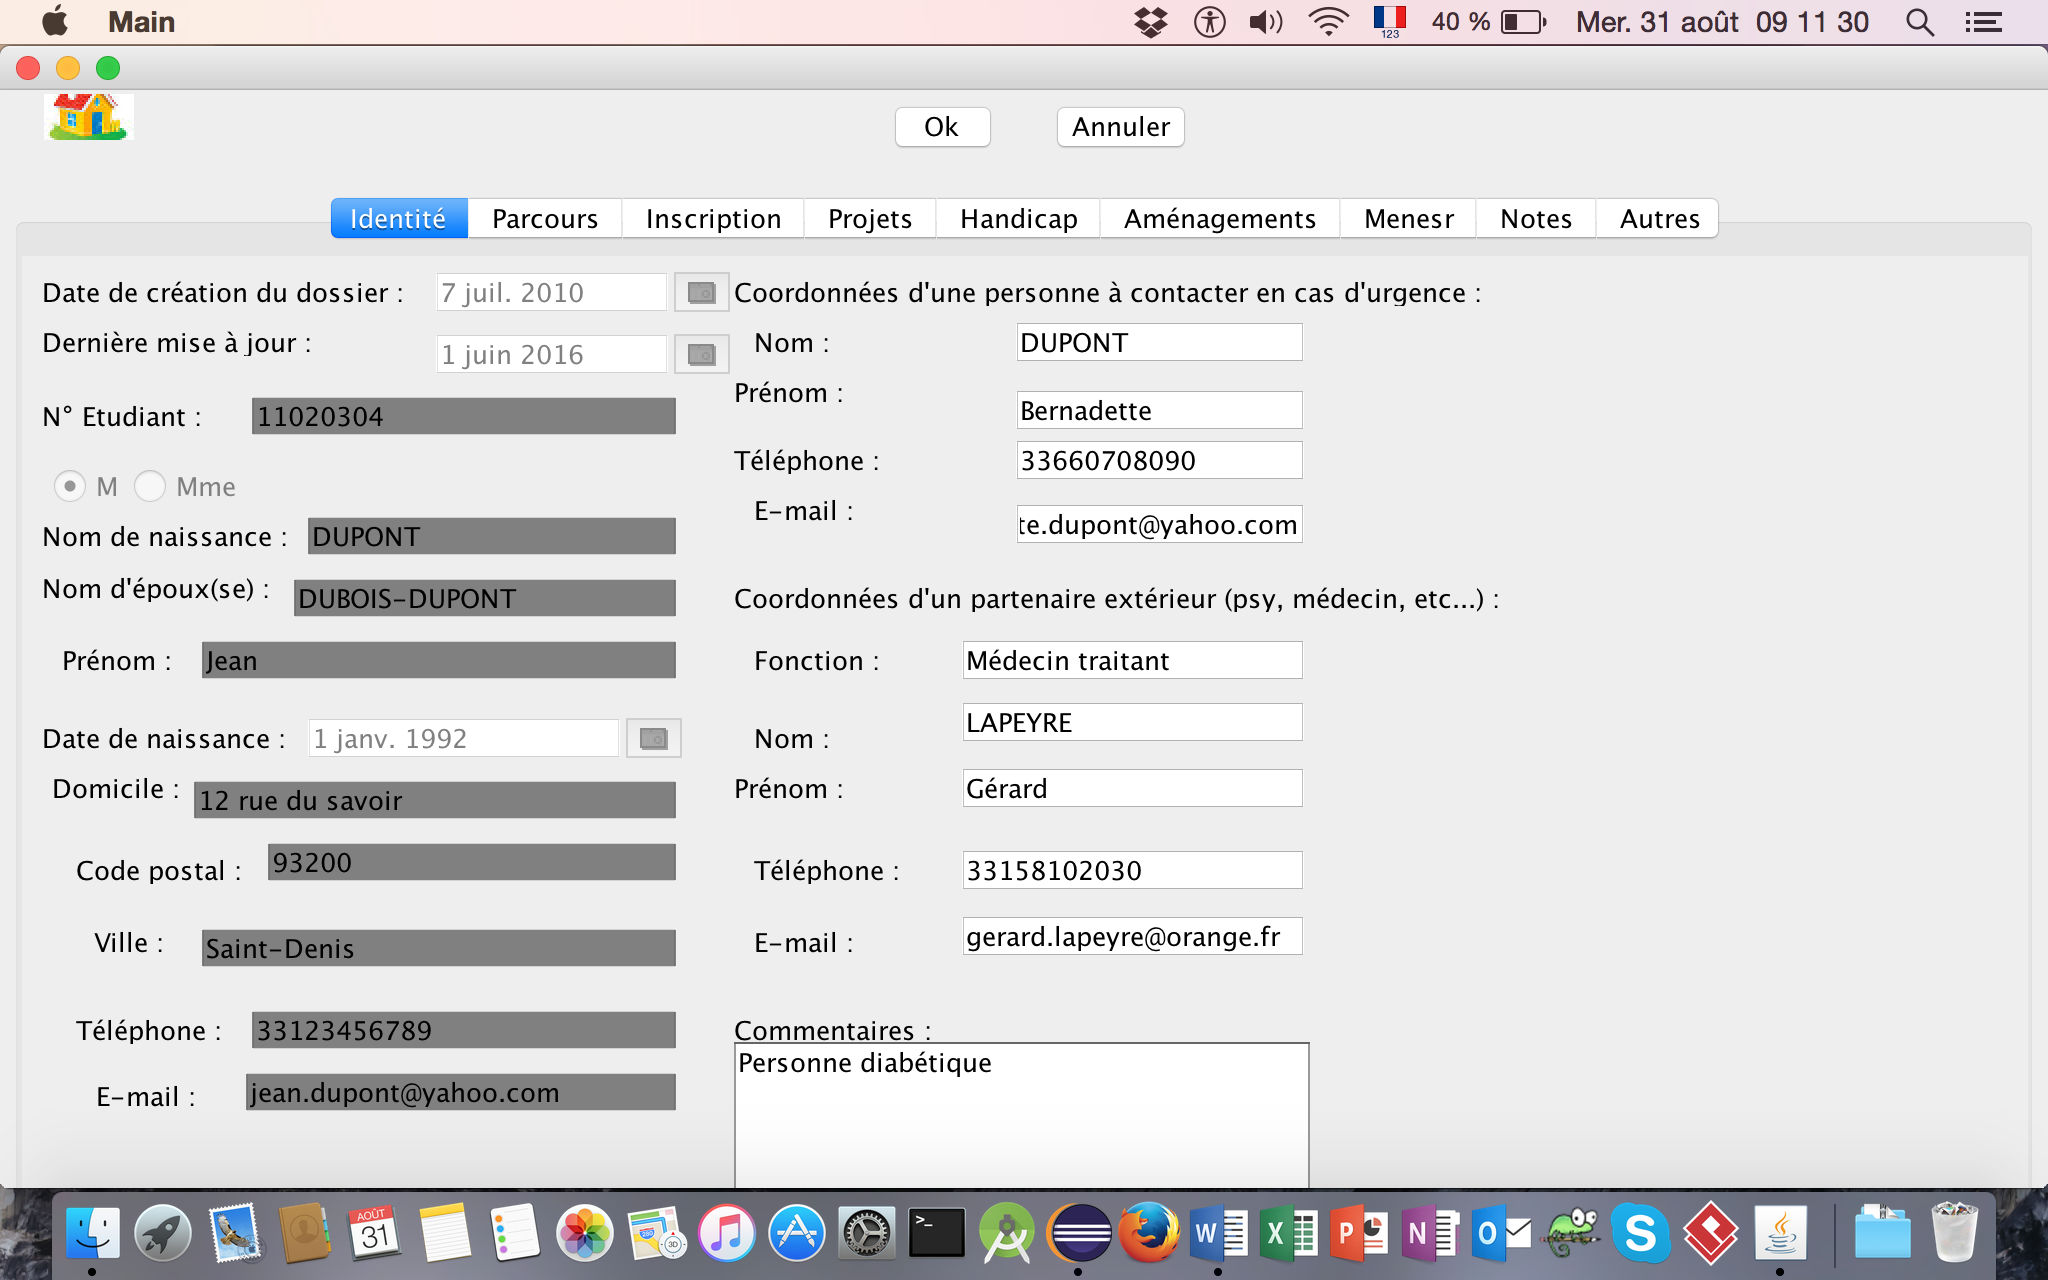 Main
123
40 %
Mer. 31 août 09 11 30
Ok
Annuler
Identité
Parcours
Inscription
Projets
Handicap
Aménagements
Menesr
Notes
Autres
Date de création du dossier :
7 juil. 2010
Dernière mise à jour :
1 juin 2016
N° Etudiant :
11020304
M
Mme
Nom de naissance :
DUPONT
Nom d'époux(se) :
DUBOIS-DUPONT
Prénom :
Jean
Date de naissance :
1 janv. 1992
Domicile :
12 rue du savoir
Code postal :
93200
Ville :
Saint-Denis
Téléphone :
33123456789
E-mail :
jean.dupont@yahoo.com
Coordonnées d'une personne à contacter en cas d'urgence :
Nom :
DUPONT
Prénom :
Bernadette
Téléphone :
33660708090
E-mail :
te.dupont@yahoo.com
Coordonnées d'un partenaire extérieur (psy, médecin, etc...) :
Fonction :
Médecin traitant
Nom :
LAPEYRE
Prénom :
Gérard
Téléphone :
33158102030
E-mail :
gerard.lapeyre@orange.fr
Commentaires :
Personne diabétique
AOÛT
31
280
3D
>_
W
X
P
N
O
S